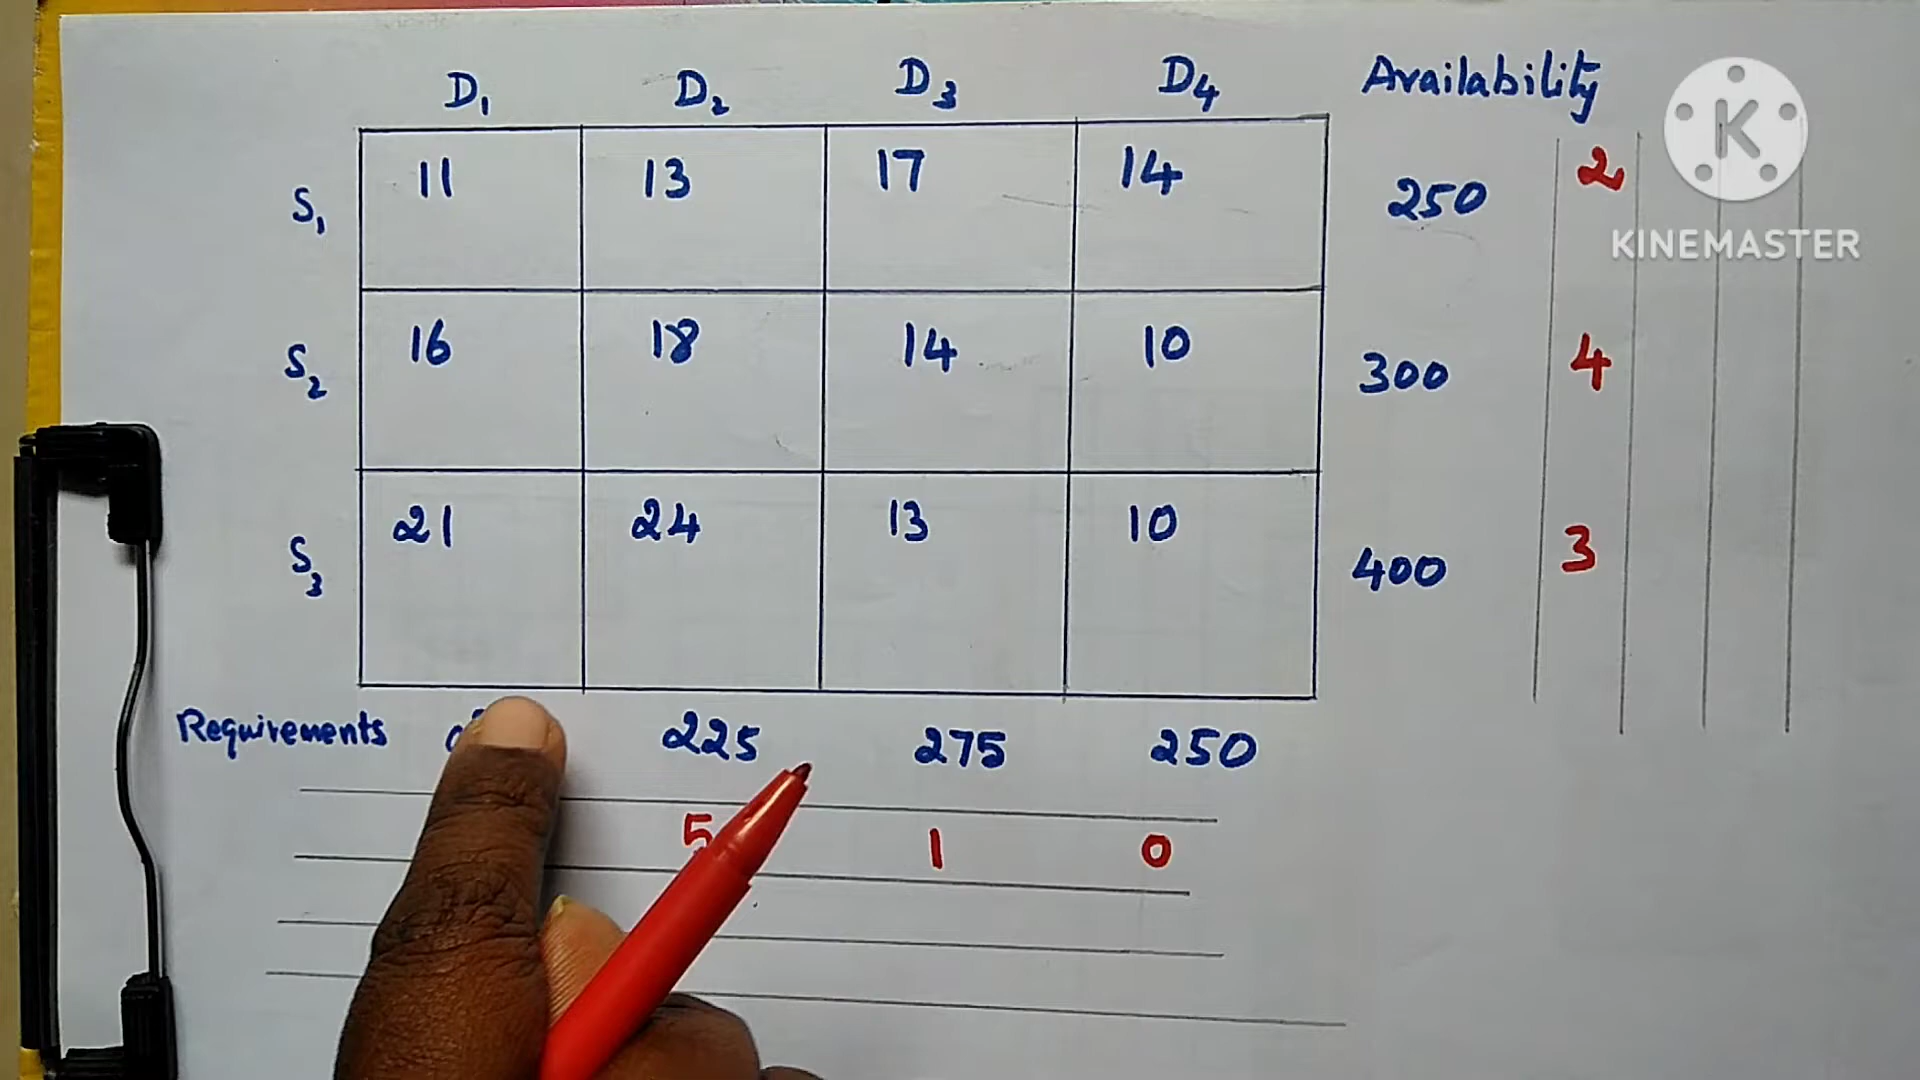 D1 D2 D3 D4 Availability
S1 11 13 17 14 250 2
KINEMASTER
S2 16 18 14 10 300 4
S3 21 24 13 10 400 3
Requirements 225 275 250
5 1 0